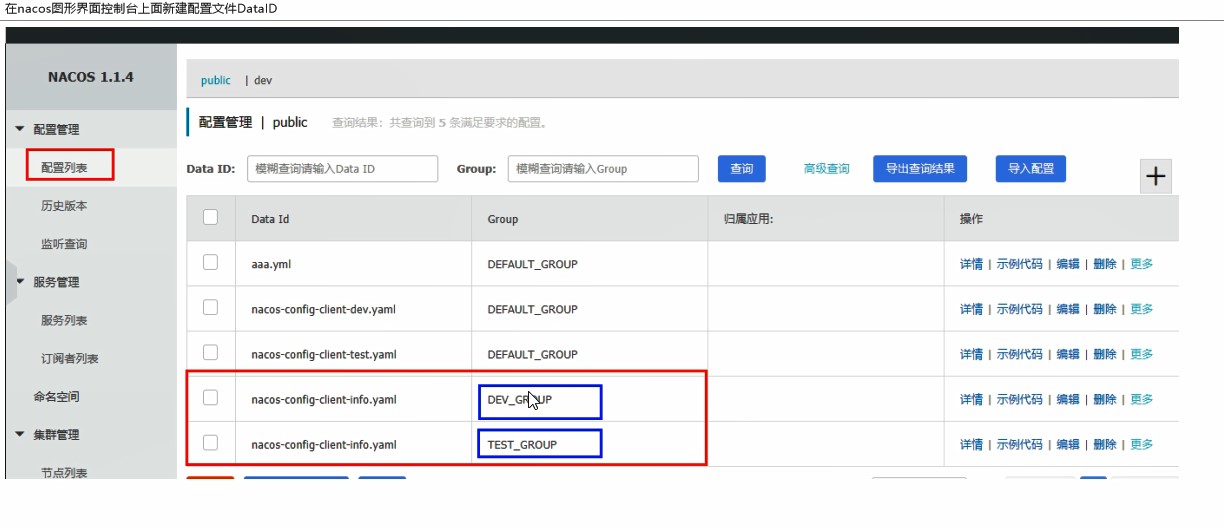 在nacos图形界面控制台上面新建配置文件DataID
NACOS 1.1.4
public | dev
配置管理
配置管理 | public 查询结果：共查询到 5 条满足要求的配置。
配置列表
Data ID: 模糊查询请输入Data ID Group: 模糊查询请输入Group 查询 高级查询 导出查询结果 导入配置 +
历史版本
Data Id Group 归属应用: 操作
监听查询
aaa.yml DEFAULT_GROUP 详情 | 示例代码 | 编辑 | 删除 | 更多
服务管理
nacos-config-client-dev.yaml DEFAULT_GROUP 详情 | 示例代码 | 编辑 | 删除 | 更多
服务列表
nacos-config-client-test.yaml DEFAULT_GROUP 详情 | 示例代码 | 编辑 | 删除 | 更多
订阅者列表
命名空间
nacos-config-client-info.yaml DEV_GROUP 详情 | 示例代码 | 编辑 | 删除 | 更多
集群管理
nacos-config-client-info.yaml TEST_GROUP 详情 | 示例代码 | 编辑 | 删除 | 更多
节点列表